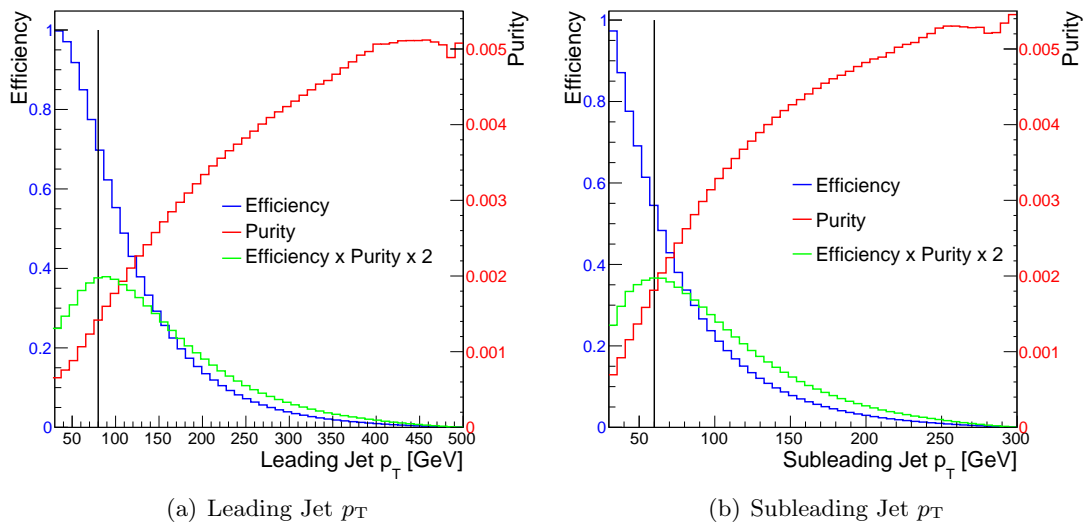 Efficiency
1
0.8
0.6
0.4
0.2
0
Purity
0.005
0.004
0.003
0.002
0.001
0
Efficiency
Purity
Efficiency x Purity x 2
50 100 150 200 250 300 350 400 450 500
Leading Jet p_T [GeV]
(a) Leading Jet p_T
Efficiency
1
0.8
0.6
0.4
0.2
0
Purity
0.005
0.004
0.003
0.002
0.001
0
Efficiency
Purity
Efficiency x Purity x 2
50 100 150 200 250 300
Subleading Jet p_T [GeV]
(b) Subleading Jet p_T